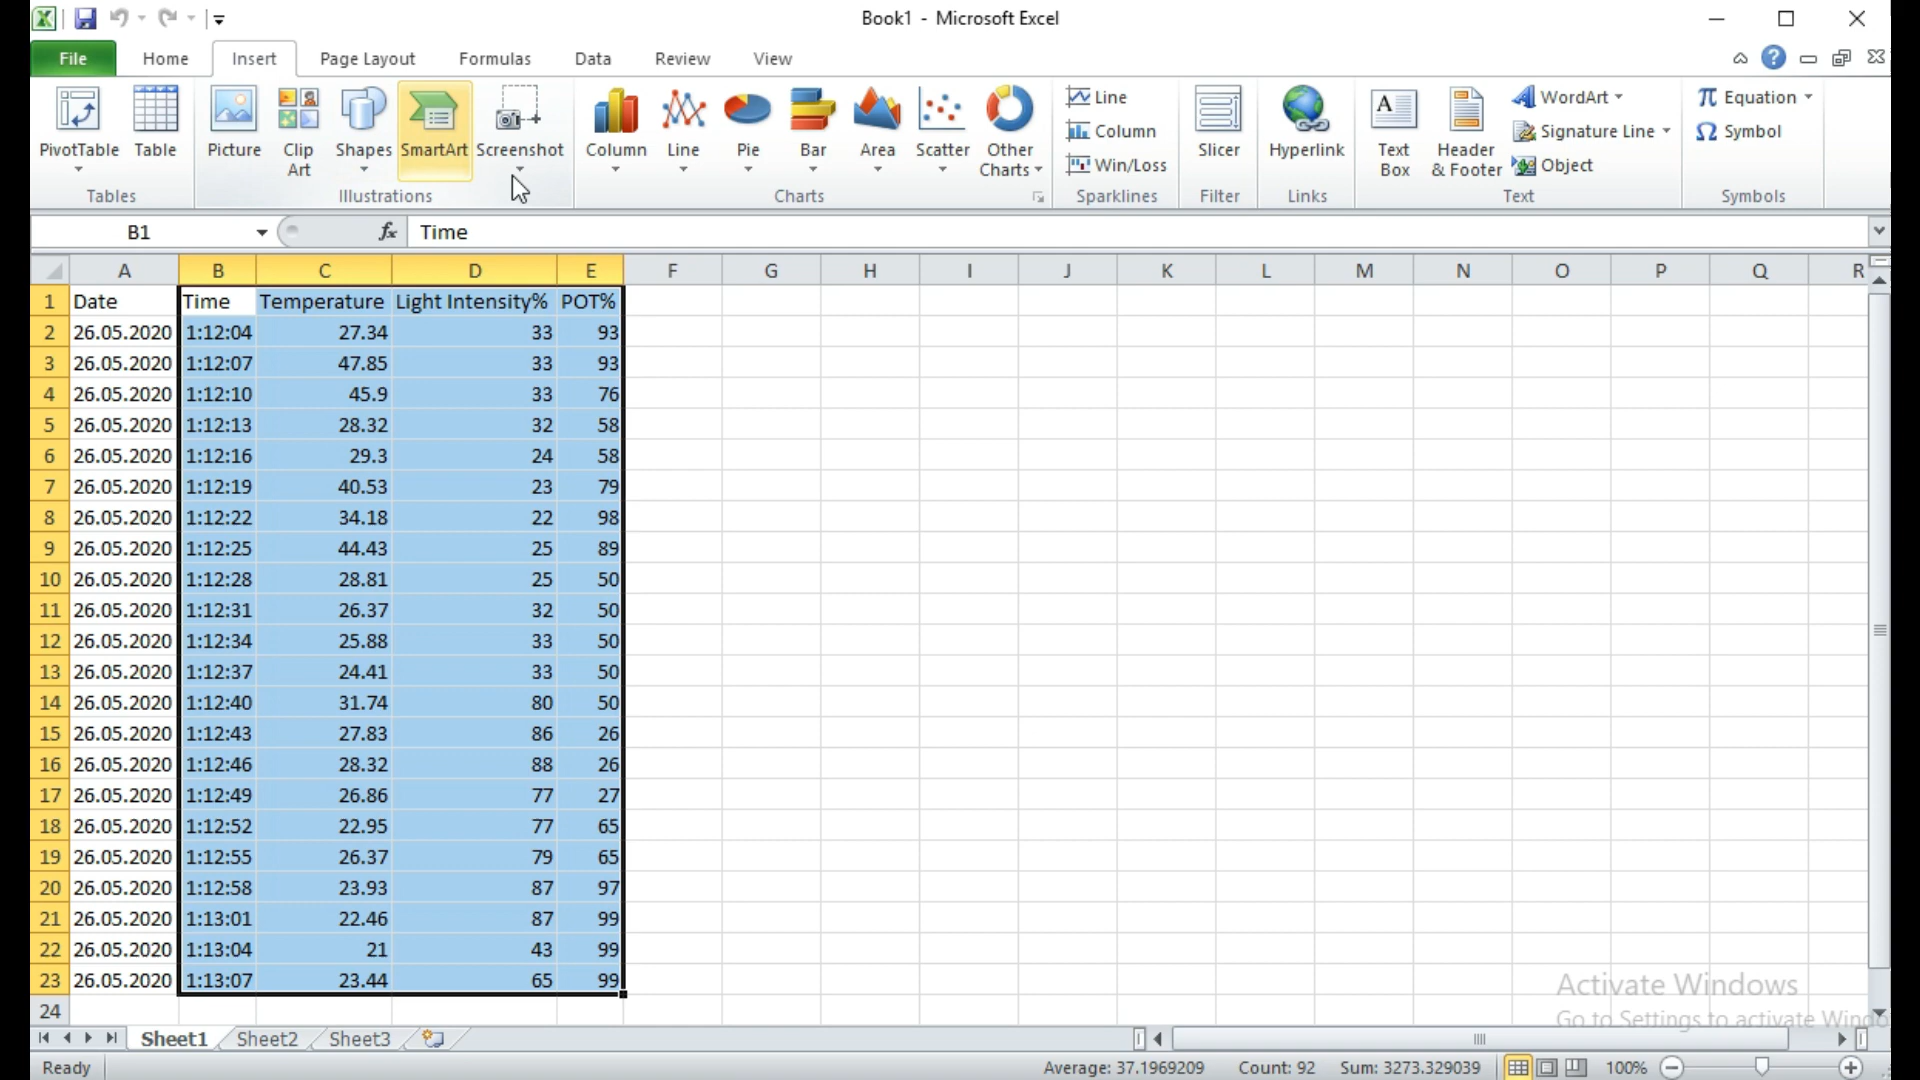 Book1 - Microsoft Excel
File Home Insert Page Layout Formulas Data Review View
PivotTable Table Picture Clip Art Shapes SmartArt Screenshot Column Line Pie Bar Area Scatter Other Charts Line Column Win/Loss Slicer Hyperlink Text Box Header & Footer WordArt Signature Line Object Equation Symbol
Tables Illustrations Charts Sparklines Filter Links Text Symbols
B1 fx Time
A B C D E F G H I J K L M N O P Q R
1 Date Time Temperature Light Intensity% POT%
2 26.05.2020 1:12:04 27.34 33 93
3 26.05.2020 1:12:07 47.85 33 93
4 26.05.2020 1:12:10 45.9 33 76
5 26.05.2020 1:12:13 28.32 32 58
6 26.05.2020 1:12:16 29.3 24 58
7 26.05.2020 1:12:19 40.53 23 79
8 26.05.2020 1:12:22 34.18 22 98
9 26.05.2020 1:12:25 44.43 25 89
10 26.05.2020 1:12:28 28.81 25 50
11 26.05.2020 1:12:31 26.37 32 50
12 26.05.2020 1:12:34 25.88 33 50
13 26.05.2020 1:12:37 24.41 33 50
14 26.05.2020 1:12:40 31.74 80 50
15 26.05.2020 1:12:43 27.83 86 26
16 26.05.2020 1:12:46 28.32 88 26
17 26.05.2020 1:12:49 26.86 77 27
18 26.05.2020 1:12:52 22.95 77 65
19 26.05.2020 1:12:55 26.37 79 65
20 26.05.2020 1:12:58 23.93 87 97
21 26.05.2020 1:13:01 22.46 87 99
22 26.05.2020 1:13:04 21 43 99
23 26.05.2020 1:13:07 23.44 65 99
24
Activate Windows
Go to Settings to activate Windo
Sheet1 Sheet2 Sheet3
Ready Average: 37.1969209 Count: 92 Sum: 3273.329039 100%